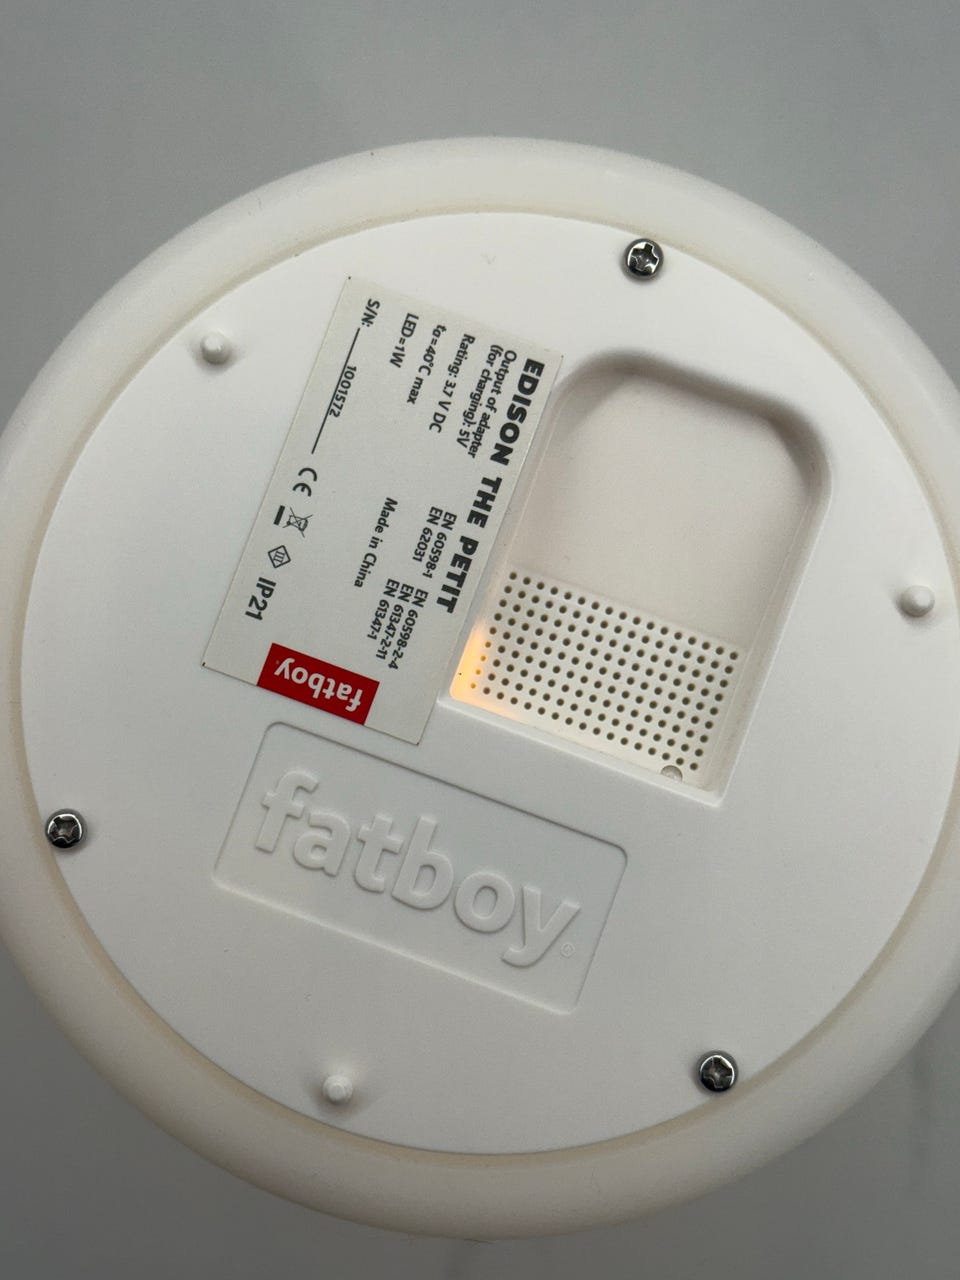 EDISON THE PETIT
Output of adapter
(for charging): 5V
Rating: 3.7 V DC
ta=40°C max
LED=1W
S/N: 1001572
EN 60598-1
EN 62031
EN 60598-2-4
EN 61347-2-11
EN 61347-1
Made in China
CE
III
IP21
fatboy®
fatboy®